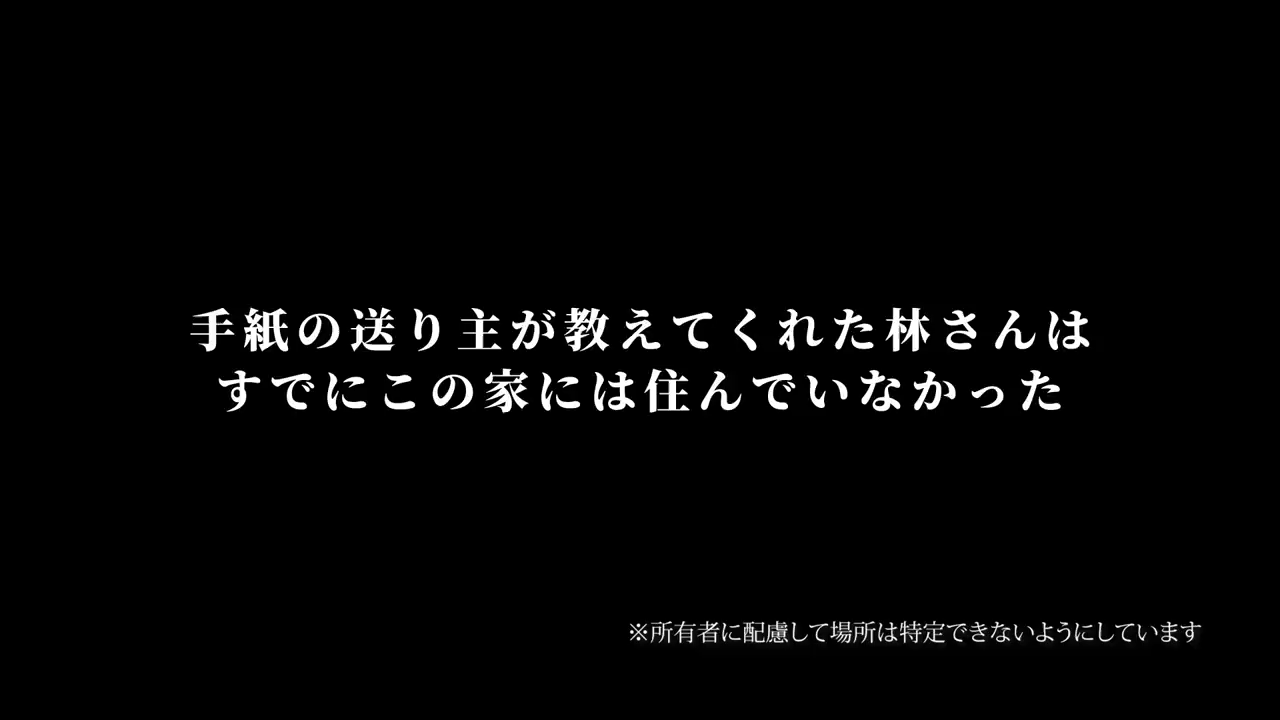 手紙の送り主が教えてくれた林さんは
すでにこの家には住んでいなかった
※所有者に配慮して場所は特定できないようにしています